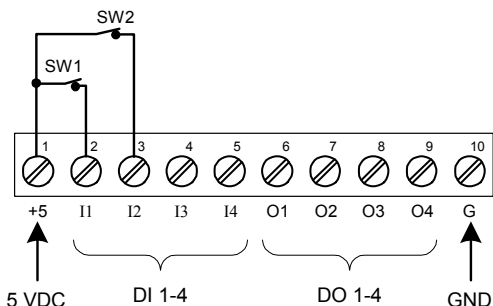 SW2
SW1
1 2 3 4 5 6 7 8 9 10
+5 I1 I2 I3 I4 O1 O2 O3 O4 G
5 VDC DI 1-4 DO 1-4 GND